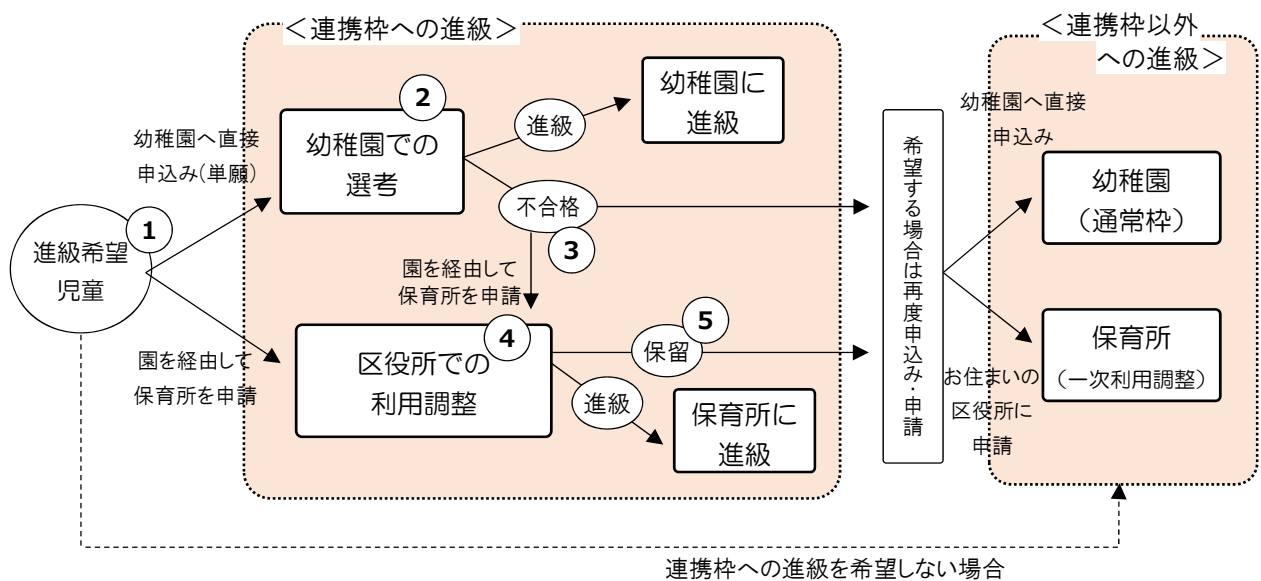 ＜連携枠への進級＞
＜連携枠以外
への進級＞
1
進級希望
児童
幼稚園へ直接
申込み（単願）
園を経由して
保育所を申請
2
幼稚園での
選考
進級
幼稚園に
進級
不合格
3
園を経由して
保育所を申請
4
区役所での
利用調整
5
保留
進級
保育所に
進級
希望する場合は再度申込み・申請
幼稚園へ直接
申込み
幼稚園
（通常枠）
保育所
（一次利用調整）
お住まいの
区役所に
申請
連携枠への進級を希望しない場合